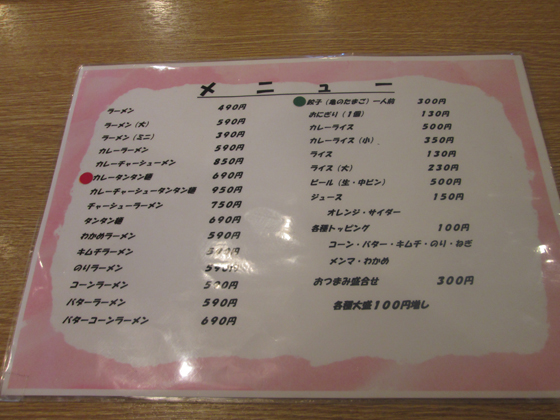 メニュー
ラーメン 490円
ラーメン（大） 590円
ラーメン（ミニ） 390円
カレーラーメン 590円
カレーチャーシューメン 850円
カレータンタン麺 690円
カレーチャーシュータンタン麺 950円
チャーシューラーメン 750円
タンタン麺 690円
わかめラーメン 590円
キムチラーメン
のりラーメン 590円
コーンラーメン 590円
バターラーメン 590円
バターコーンラーメン 690円
餃子（亀のたまご）一人前 300円
おにぎり（1個） 130円
カレーライス 500円
カレーライス（小） 350円
ライス 130円
ライス（大） 230円
ビール（生・中ビン） 500円
ジュース 150円
オレンジ・サイダー
各種トッピング 100円
コーン・バター・キムチ・のり・ねぎ
メンマ・わかめ
おつまみ盛合せ 300円
各種大盛100円増し